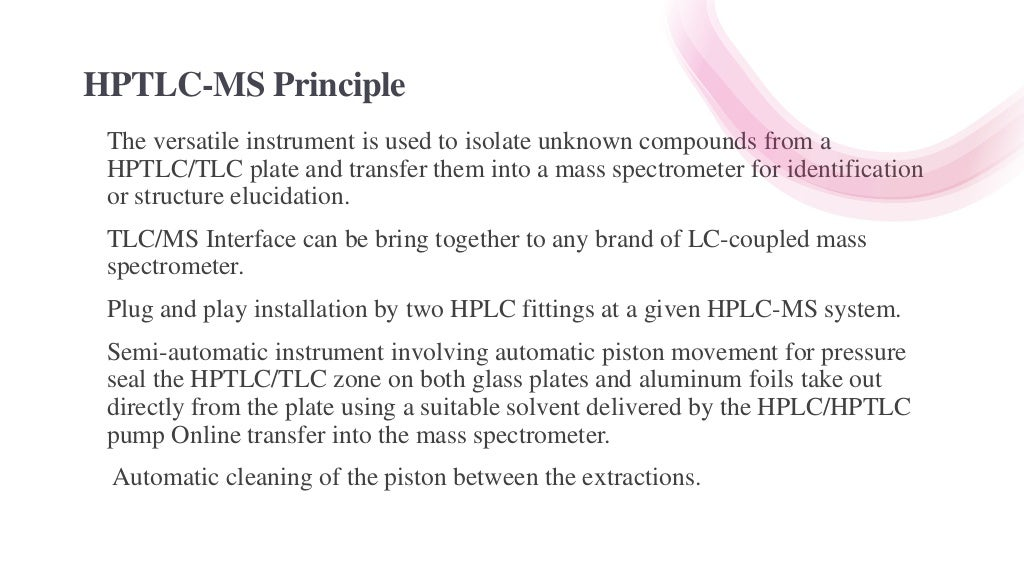 HPTLC-MS Principle
The versatile instrument is used to isolate unknown compounds from a
HPTLC/TLC plate and transfer them into a mass spectrometer for identification
or structure elucidation.
TLC/MS Interface can be bring together to any brand of LC-coupled mass
spectrometer.
Plug and play installation by two HPLC fittings at a given HPLC-MS system.
Semi-automatic instrument involving automatic piston movement for pressure
seal the HPTLC/TLC zone on both glass plates and aluminum foils take out
directly from the plate using a suitable solvent delivered by the HPLC/HPTLC
pump Online transfer into the mass spectrometer.
Automatic cleaning of the piston between the extractions.